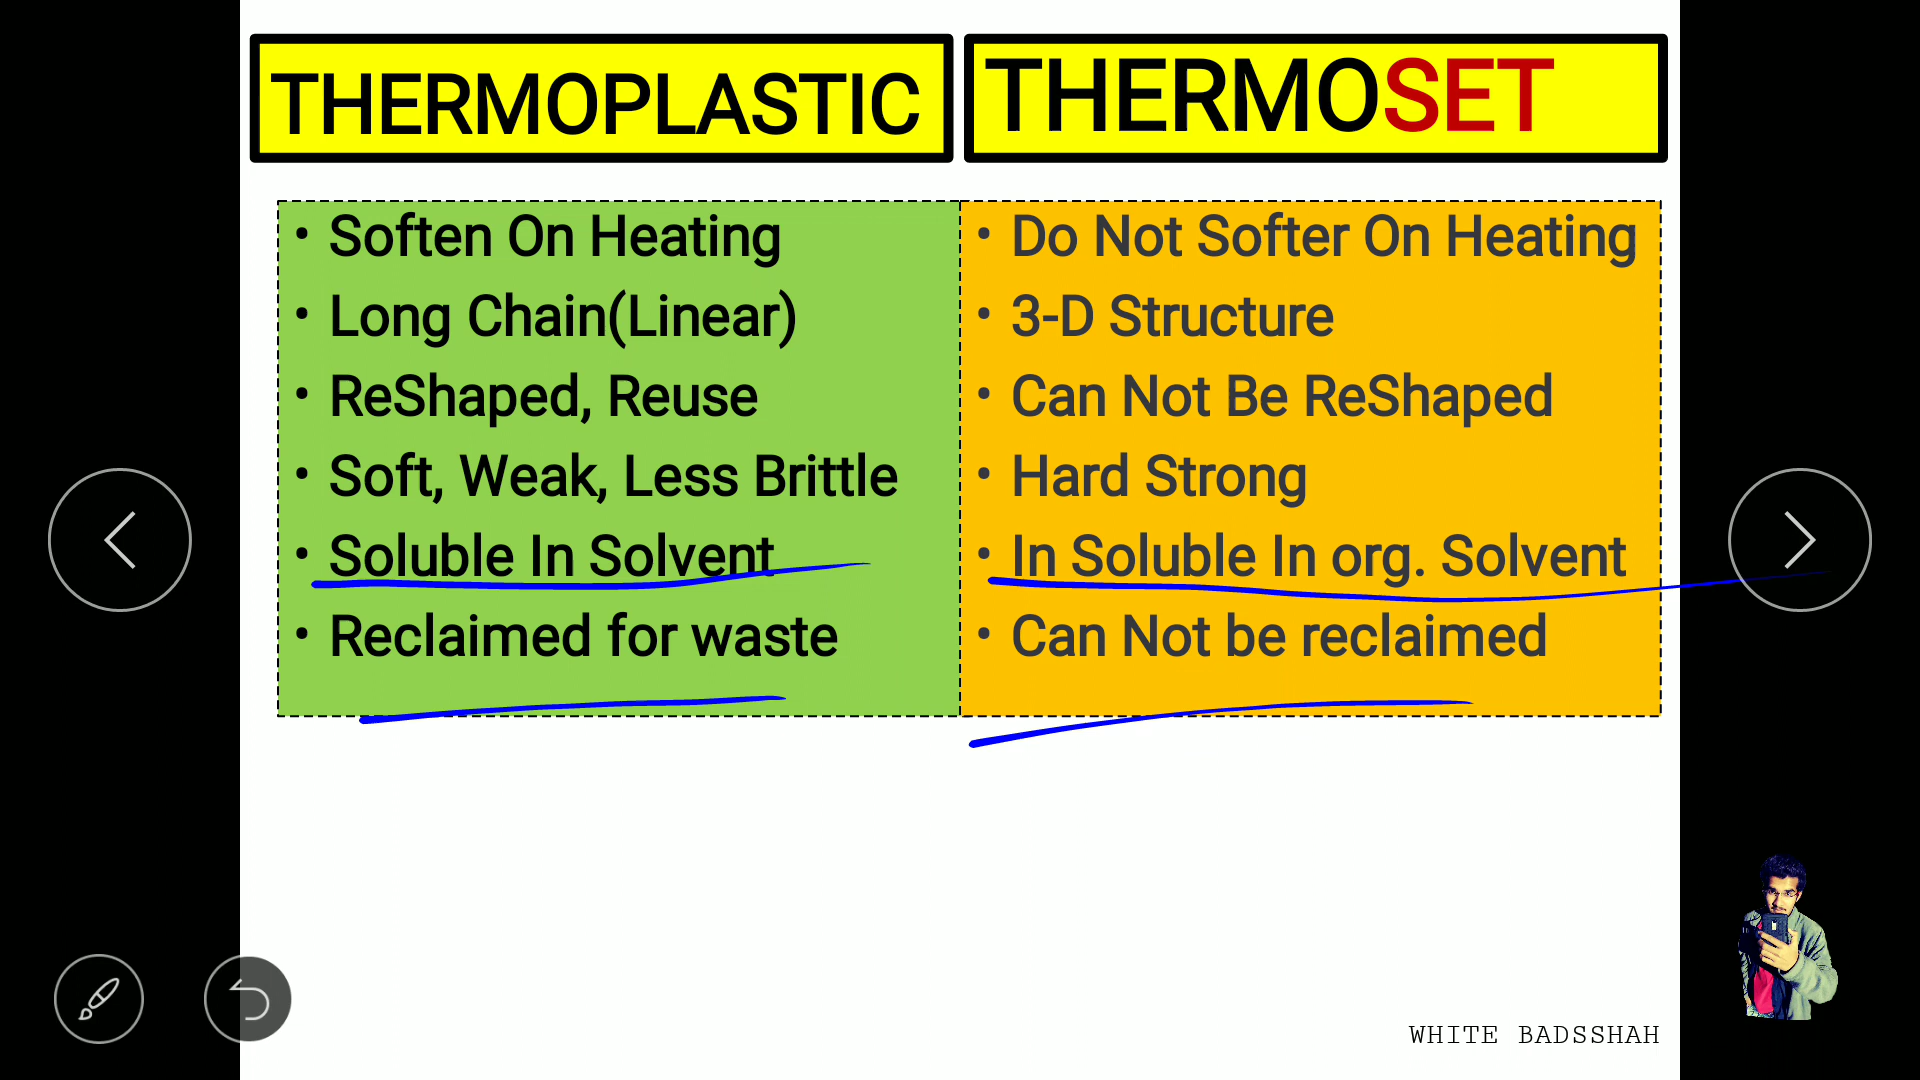 THERMOPLASTIC
THERMOSET
• Soften On Heating
• Long Chain(Linear)
• ReShaped, Reuse
• Soft, Weak, Less Brittle
• Soluble In Solvent
• Reclaimed for waste
• Do Not Softer On Heating
• 3-D Structure
• Can Not Be ReShaped
• Hard Strong
• In Soluble In org. Solvent
• Can Not be reclaimed
WHITE BADSSHAH